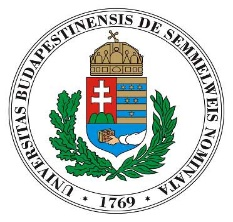 UNIVERSITAS BUDAPESTINENSIS DE SEMMELWEIS NOMINATA
* 1769 *